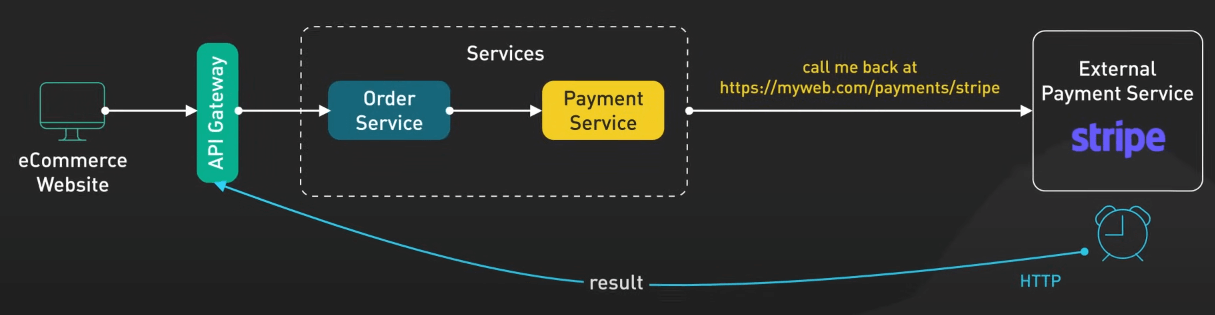 eCommerce
Website
API Gateway
Services
Order
Service
Payment
Service
call me back at
https://myweb.com/payments/stripe
External
Payment Service
stripe
result
HTTP